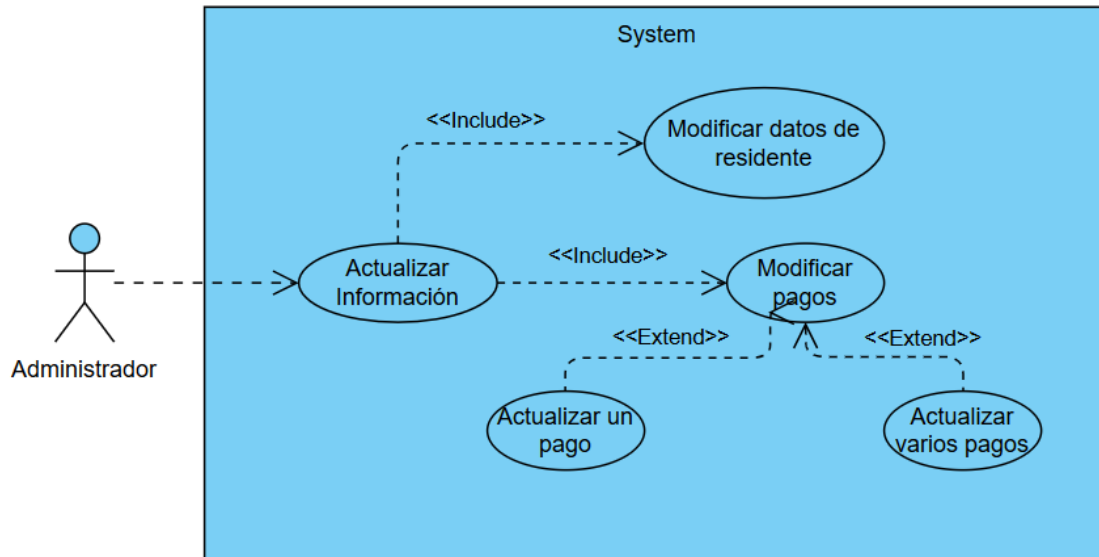 System
<<Include>>
Modificar datos de
residente
Actualizar
Información
<<Include>>
Modificar
pagos
<<Extend>>
<<Extend>>
Administrador
Actualizar un
pago
Actualizar
varios pagos